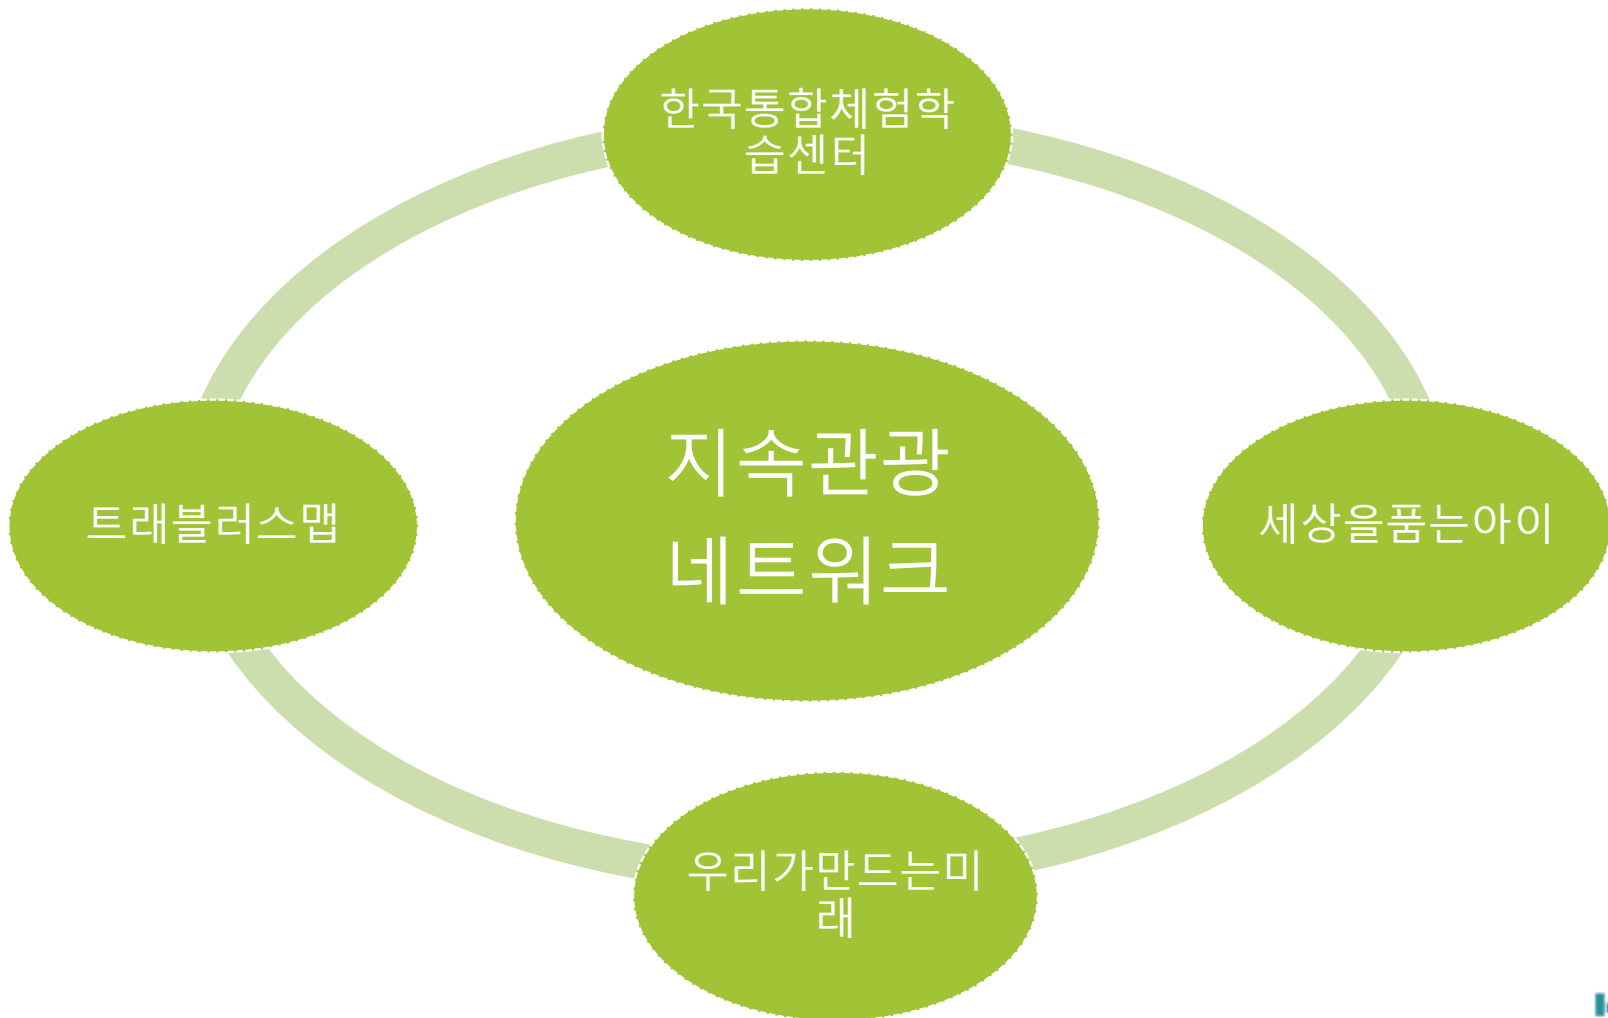 한국통합체험학
습센터
지속관광
네트워크
트래블러스맵
세상을품는아이
우리가만드는미
래